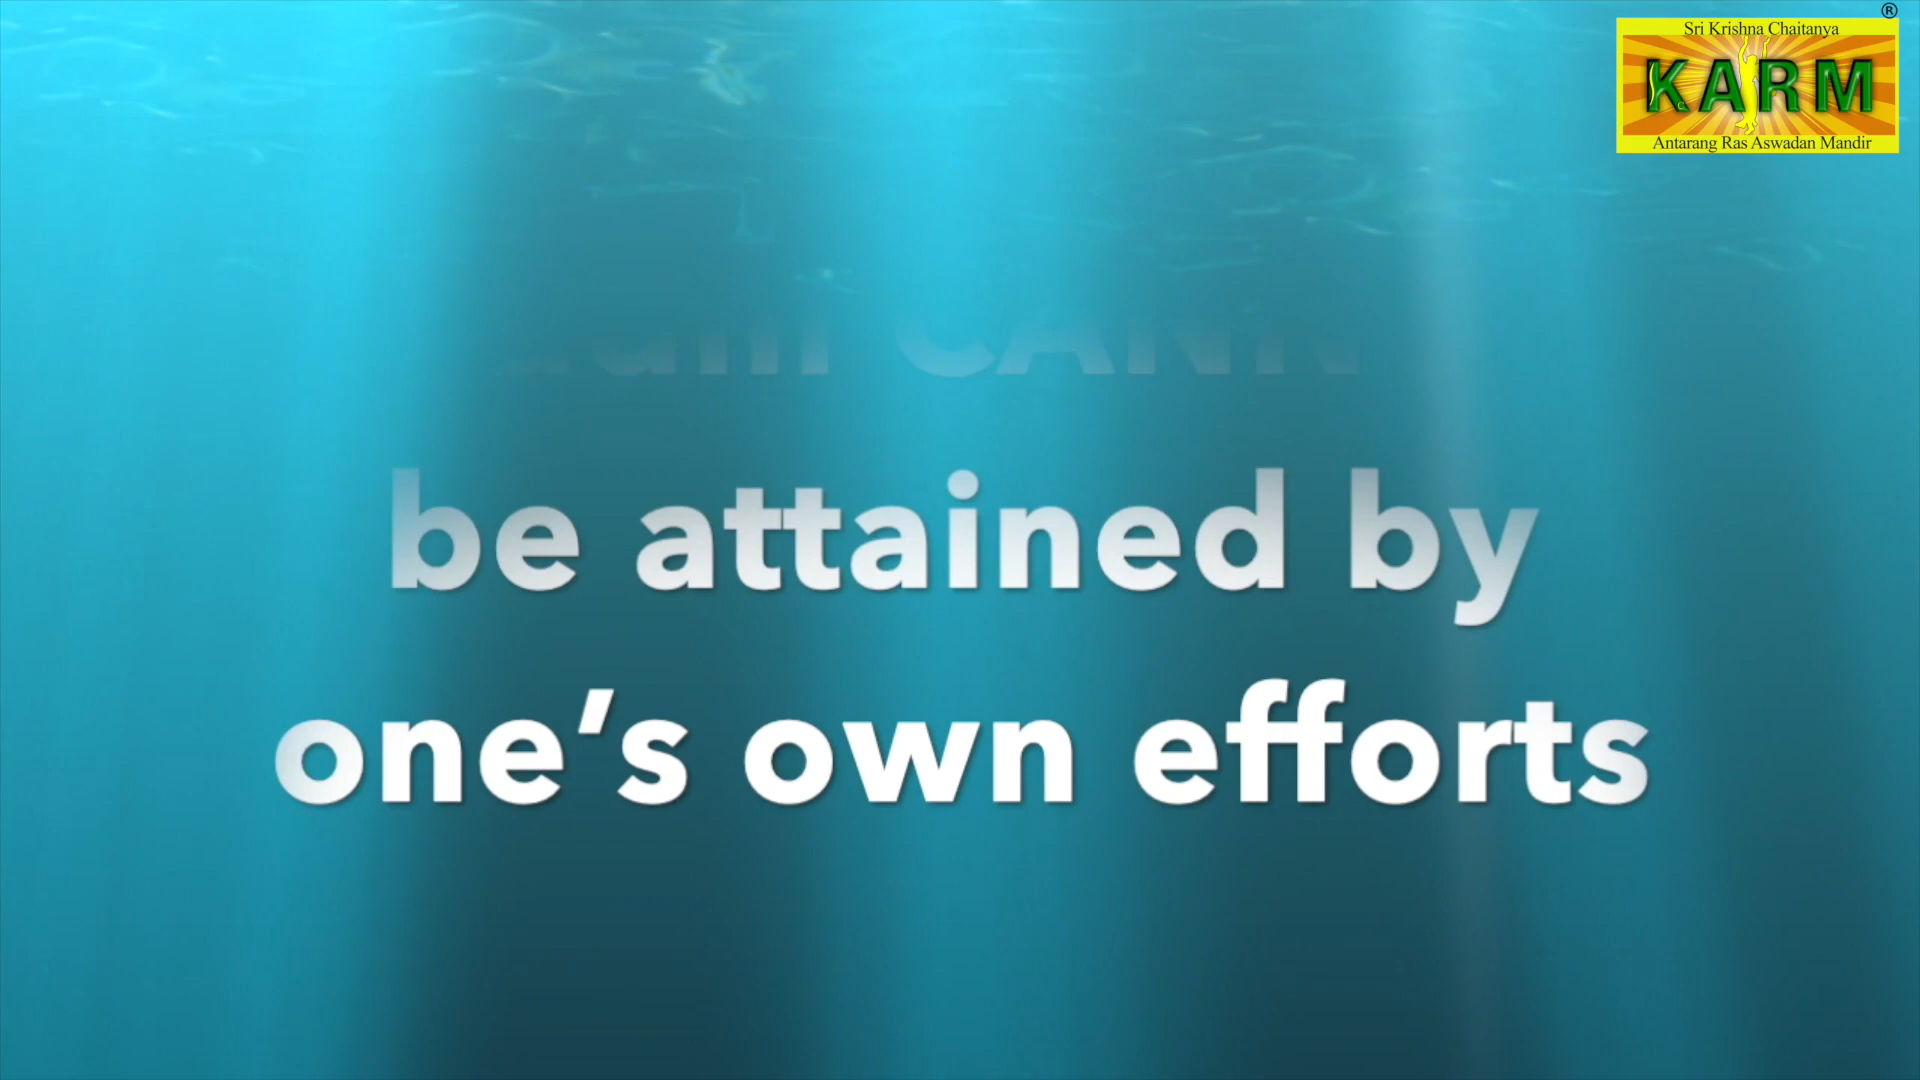 ®
Sri Krishna Chaitanya
KARM
Antarang Ras Aswadan Mandir
be attained by
one’s own efforts